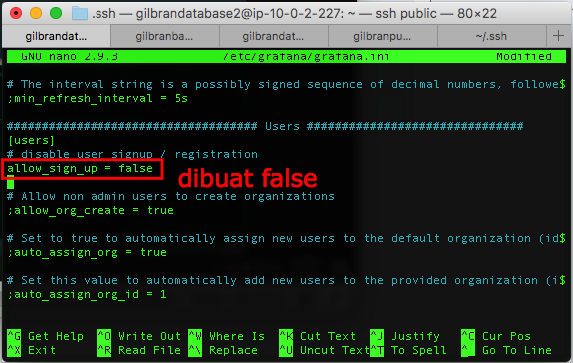 .ssh — gilbrandatabase2@ip-10-0-2-227: ~ — ssh public — 80×22
gilbrandat... gilbranba... gilbrandat... gilbranpu... ~/.ssh +
GNU nano 2.9.3 /etc/grafana/grafana.ini Modified
# The interval string is a possibly signed sequence of decimal numbers, followe$
;min_refresh_interval = 5s
#################################### Users ###############################
[users]
# disable user signup / registration
allow_sign_up = false
dibuat false
# Allow non admin users to create organizations
;allow_org_create = true
# Set to true to automatically assign new users to the default organization (id$
;auto_assign_org = true
# Set this value to automatically add new users to the provided organization (i$
;auto_assign_org_id = 1
^G Get Help ^O Write Out ^W Where Is ^K Cut Text ^J Justify ^C Cur Pos
^X Exit ^R Read File ^\ Replace ^U Uncut Text ^T To Spell ^_ Go To Line